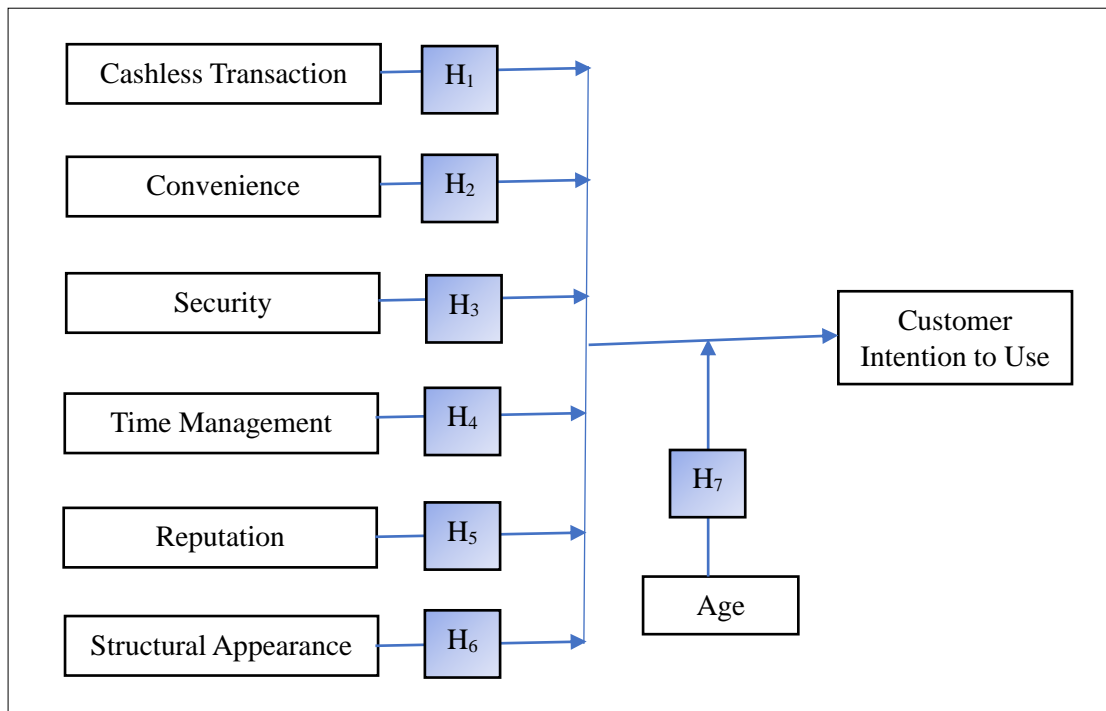 Cashless Transaction
H₁
Convenience
H₂
Security
H₃
Customer
Intention to Use
Time Management
H₄
H₇
Reputation
H₅
Age
Structural Appearance
H₆